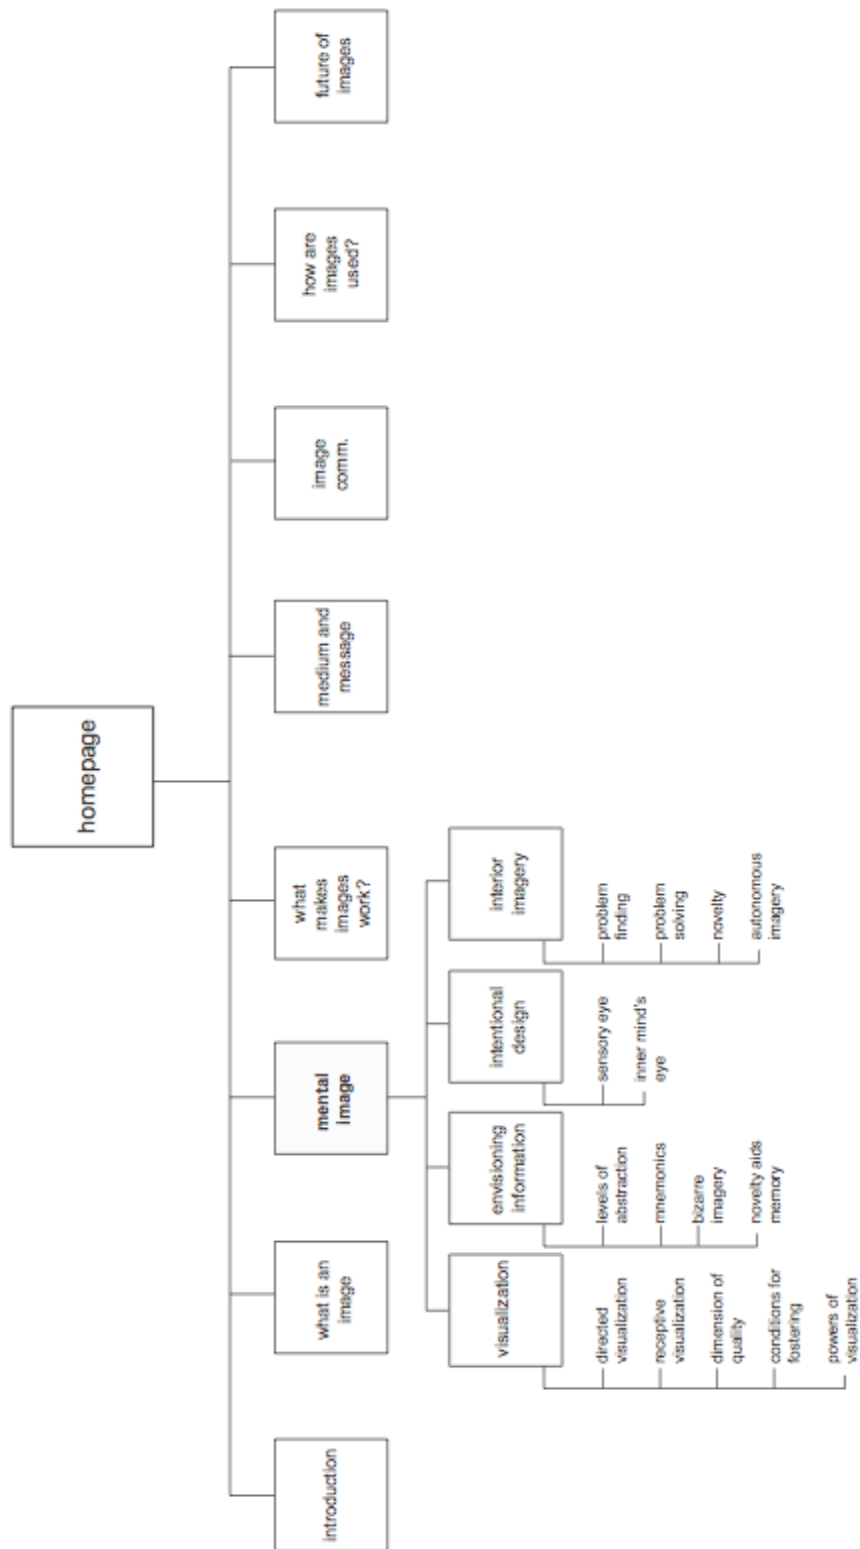 homepage
introduction
what is an
image
mental
image
what
makes
images
work?
medium and
message
image
comm.
how are
images
used?
future of
images
visualization
directed
visualization
receptive
visualization
dimension of
quality
conditions for
fostering
powers of
visualization
envisioning
information
levels of
abstraction
mnemonics
bizarre
imagery
novelty aids
memory
intentional
design
sensory eye
inner mind's
eye
interior
imagery
problem
finding
problem
solving
novelty
autonomous
imagery